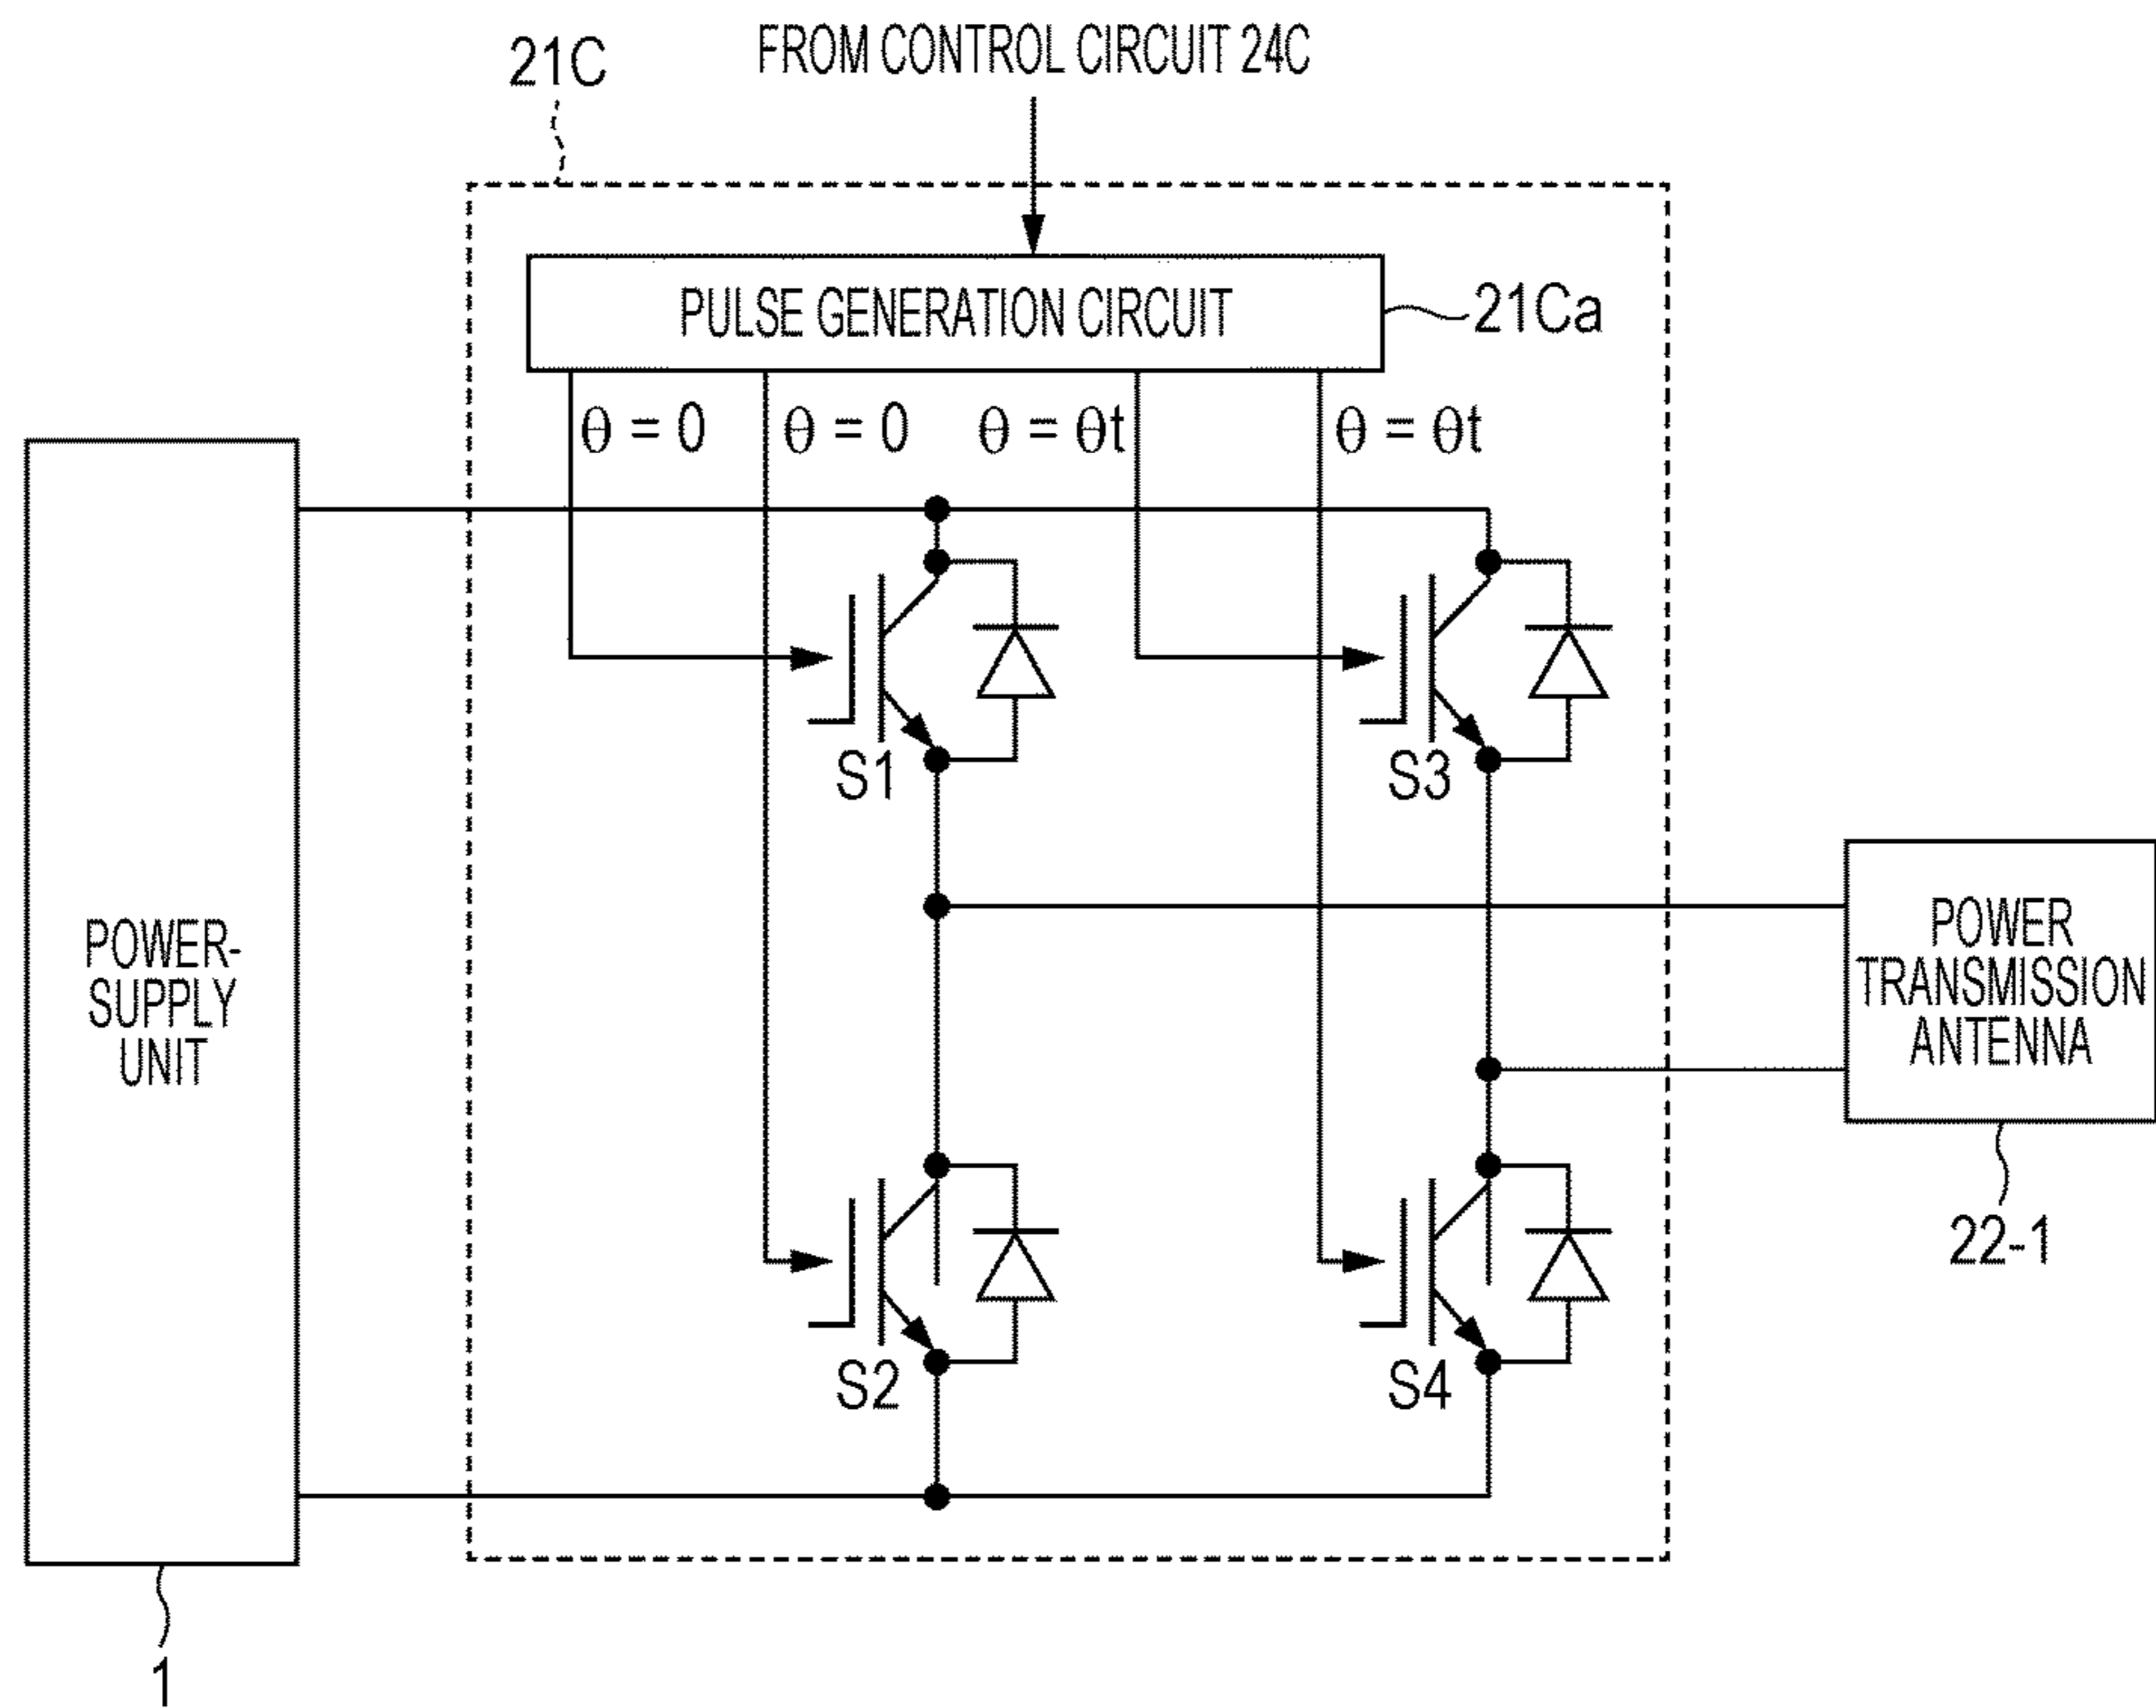 FROM CONTROL CIRCUIT 24C
21C
PULSE GENERATION CIRCUIT
21Ca
θ = 0
θ = 0
θ = θt
θ = θt
S1
S3
POWER-
SUPPLY
UNIT
POWER
TRANSMISSION
ANTENNA
22-1
S2
S4
1